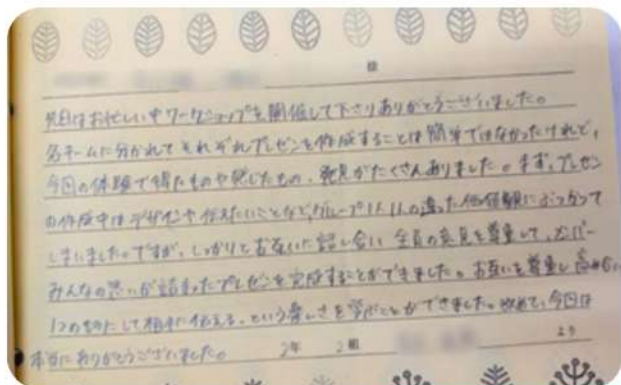 様
先日はお忙しい中ワークショップを開催して下さりありがとうございました。
各チームに分かれてそれぞれプレゼンを作成することは簡単ではなかったけれど、
今回の体験で得たものや感じたもの、発見がたくさんありました。まず、プレゼン
の作成中はデザインや伝えたいことなど、グループ1人1人の違った価値観にぶつかって
しまいました。ですが、しっかりとお互いに話し合い 全員の意見を尊重して、メンバー
みんなの思いが詰まったプレゼンを完成することができました。お互いを尊重し
1つのものにして相手に伝える、という難しさを学ぶことができました。改めて、今回は
本当にありがとうございました。 2年 2組 より